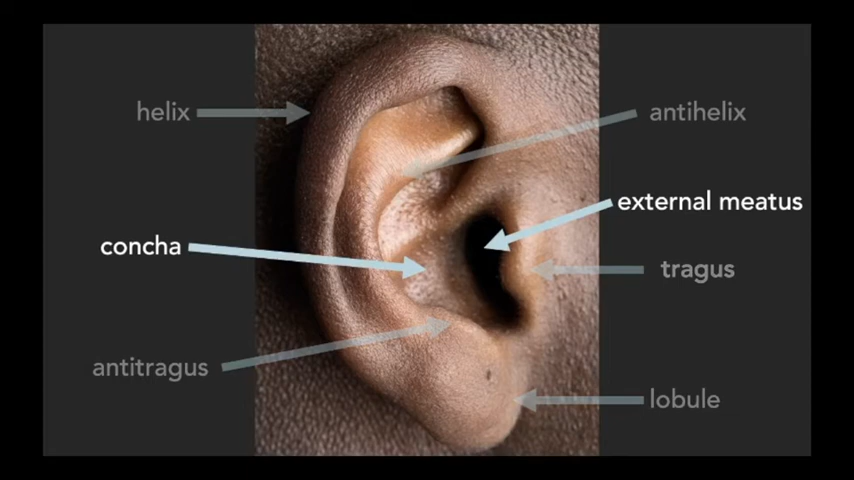 helix
antihelix
external meatus
concha
tragus
antitragus
lobule